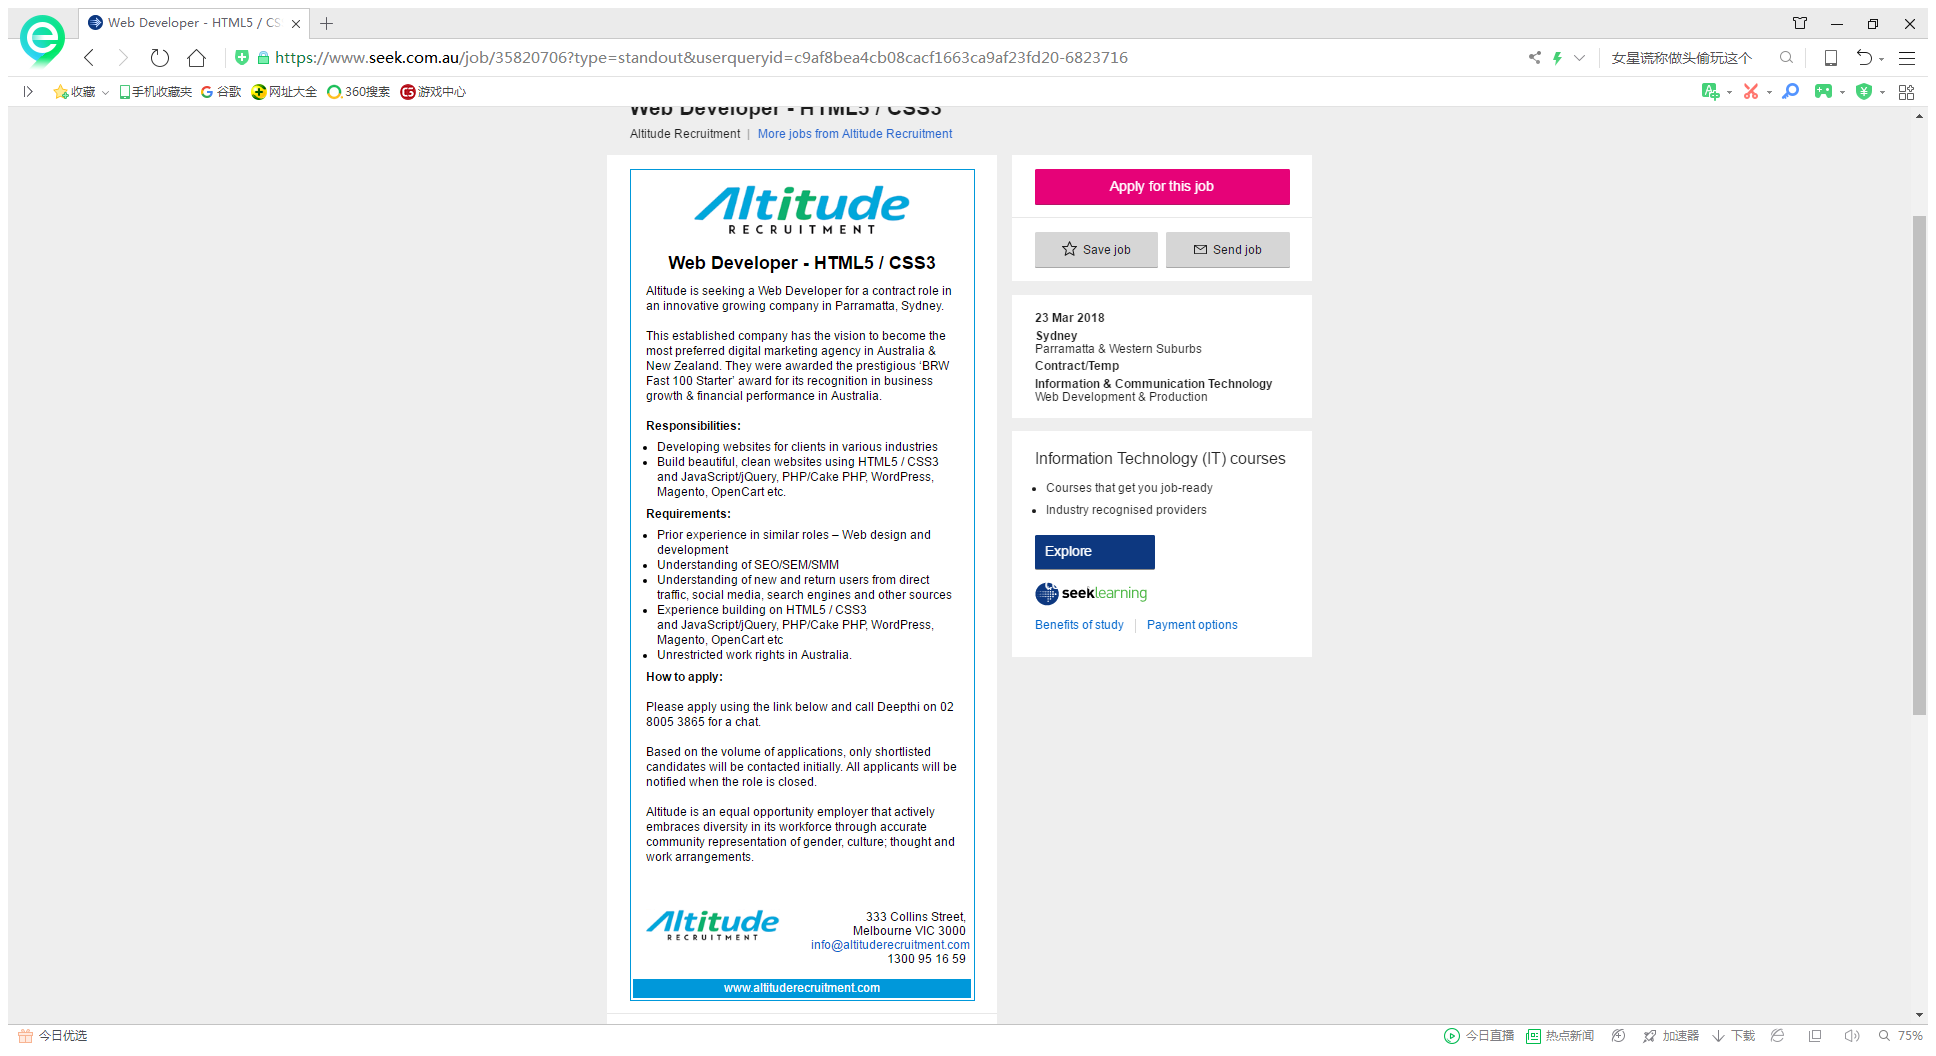 Web Developer - HTML5 / CS
https://www.seek.com.au/job/35820706?type=standout&userqueryid=c9af8bea4cb08cacf1663ca9af23fd20-6823716
女星谎称做头偷玩这个
收藏 手机收藏夹 谷歌 网址大全 360搜索 游戏中心
Web Developer - HTML5 / CSS3
Altitude Recruitment | More jobs from Altitude Recruitment
Altitude
RECRUITMENT
Web Developer - HTML5 / CSS3
Altitude is seeking a Web Developer for a contract role in
an innovative growing company in Parramatta, Sydney.
This established company has the vision to become the
most preferred digital marketing agency in Australia &
New Zealand. They were awarded the prestigious ‘BRW
Fast 100 Starter’ award for its recognition in business
growth & financial performance in Australia.
Responsibilities:
• Developing websites for clients in various industries
• Build beautiful, clean websites using HTML5 / CSS3
and JavaScript/jQuery, PHP/Cake PHP, WordPress,
Magento, OpenCart etc.
Requirements:
• Prior experience in similar roles – Web design and
development
• Understanding of SEO/SEM/SMM
• Understanding of new and return users from direct
traffic, social media, search engines and other sources
• Experience building on HTML5 / CSS3
and JavaScript/jQuery, PHP/Cake PHP, WordPress,
Magento, OpenCart etc
• Unrestricted work rights in Australia.
How to apply:
Please apply using the link below and call Deepthi on 02
8005 3865 for a chat.
Based on the volume of applications, only shortlisted
candidates will be contacted initially. All applicants will be
notified when the role is closed.
Altitude is an equal opportunity employer that actively
embraces diversity in its workforce through accurate
community representation of gender, culture; thought and
work arrangements.
Altitude
RECRUITMENT
333 Collins Street,
Melbourne VIC 3000
info@altituderecruitment.com
1300 95 16 59
www.altituderecruitment.com
Apply for this job
Save job
Send job
23 Mar 2018
Sydney
Parramatta & Western Suburbs
Contract/Temp
Information & Communication Technology
Web Development & Production
Information Technology (IT) courses
• Courses that get you job-ready
• Industry recognised providers
Explore
seeklearning
Benefits of study | Payment options
今日优选
今日直播 热点新闻 加速器 下载 75%